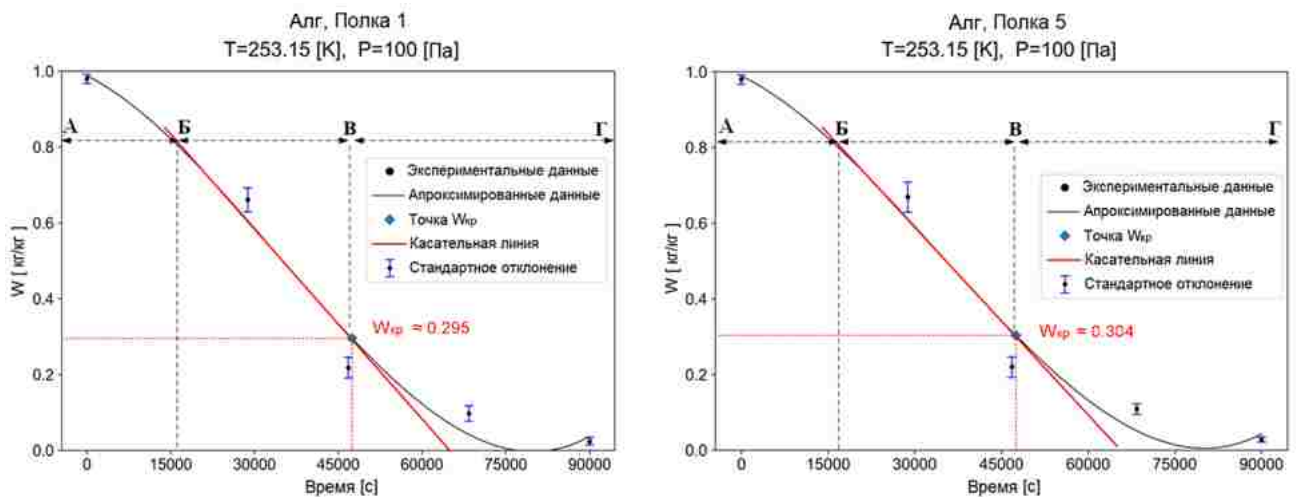 Алг, Полка 1
T=253.15 [K], P=100 [Па]
1.0
0.8
0.6
0.4
0.2
0.0
W [ кг/кг ]
А
Б
В
Г
Экспериментальные данные
Апроксимированные данные
Точка Wкр
Касательная линия
Стандартное отклонение
Wкр ≈ 0.295
0
15000
30000
45000
60000
75000
90000
Время [с]
Алг, Полка 5
T=253.15 [K], P=100 [Па]
1.0
0.8
0.6
0.4
0.2
0.0
W [ кг/кг ]
А
Б
В
Г
Экспериментальные данные
Апроксимированные данные
Точка Wкр
Касательная линия
Стандартное отклонение
Wкр ≈ 0.304
0
15000
30000
45000
60000
75000
90000
Время [с]